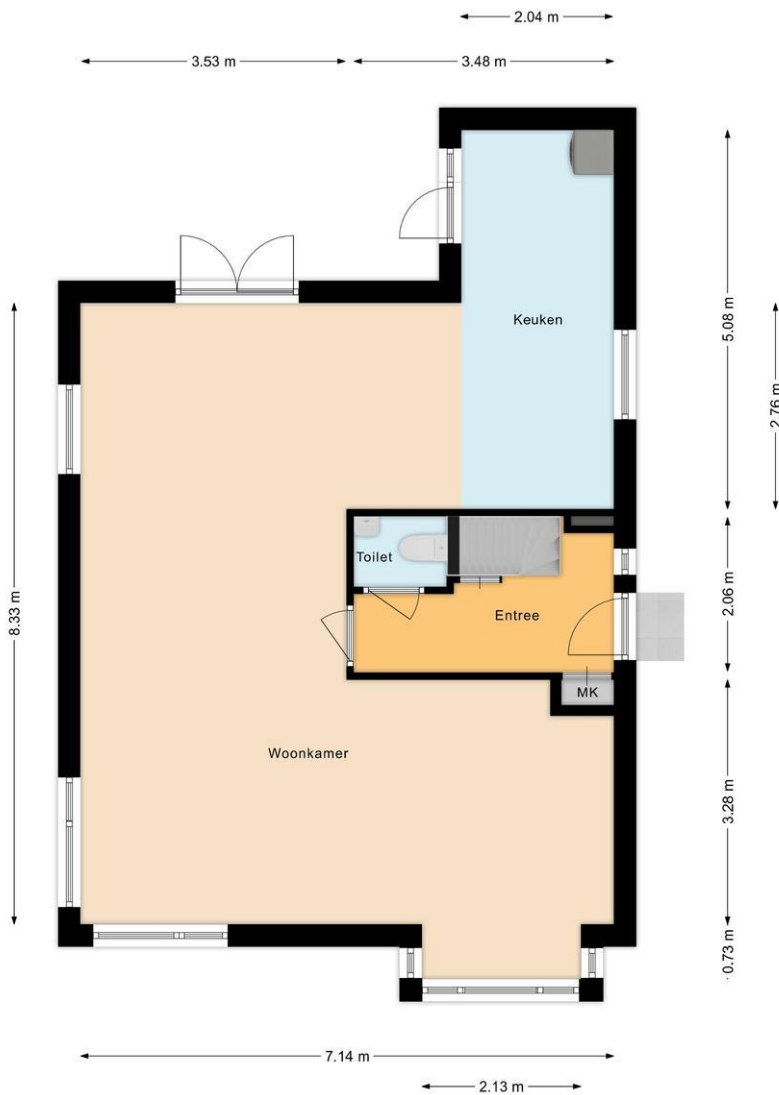 2.04 m
3.53 m
3.48 m
Keuken
5.08 m
2.76 m
8.33 m
Toilet
Entree
2.06 m
MK
Woonkamer
3.28 m
0.73 m
7.14 m
2.13 m